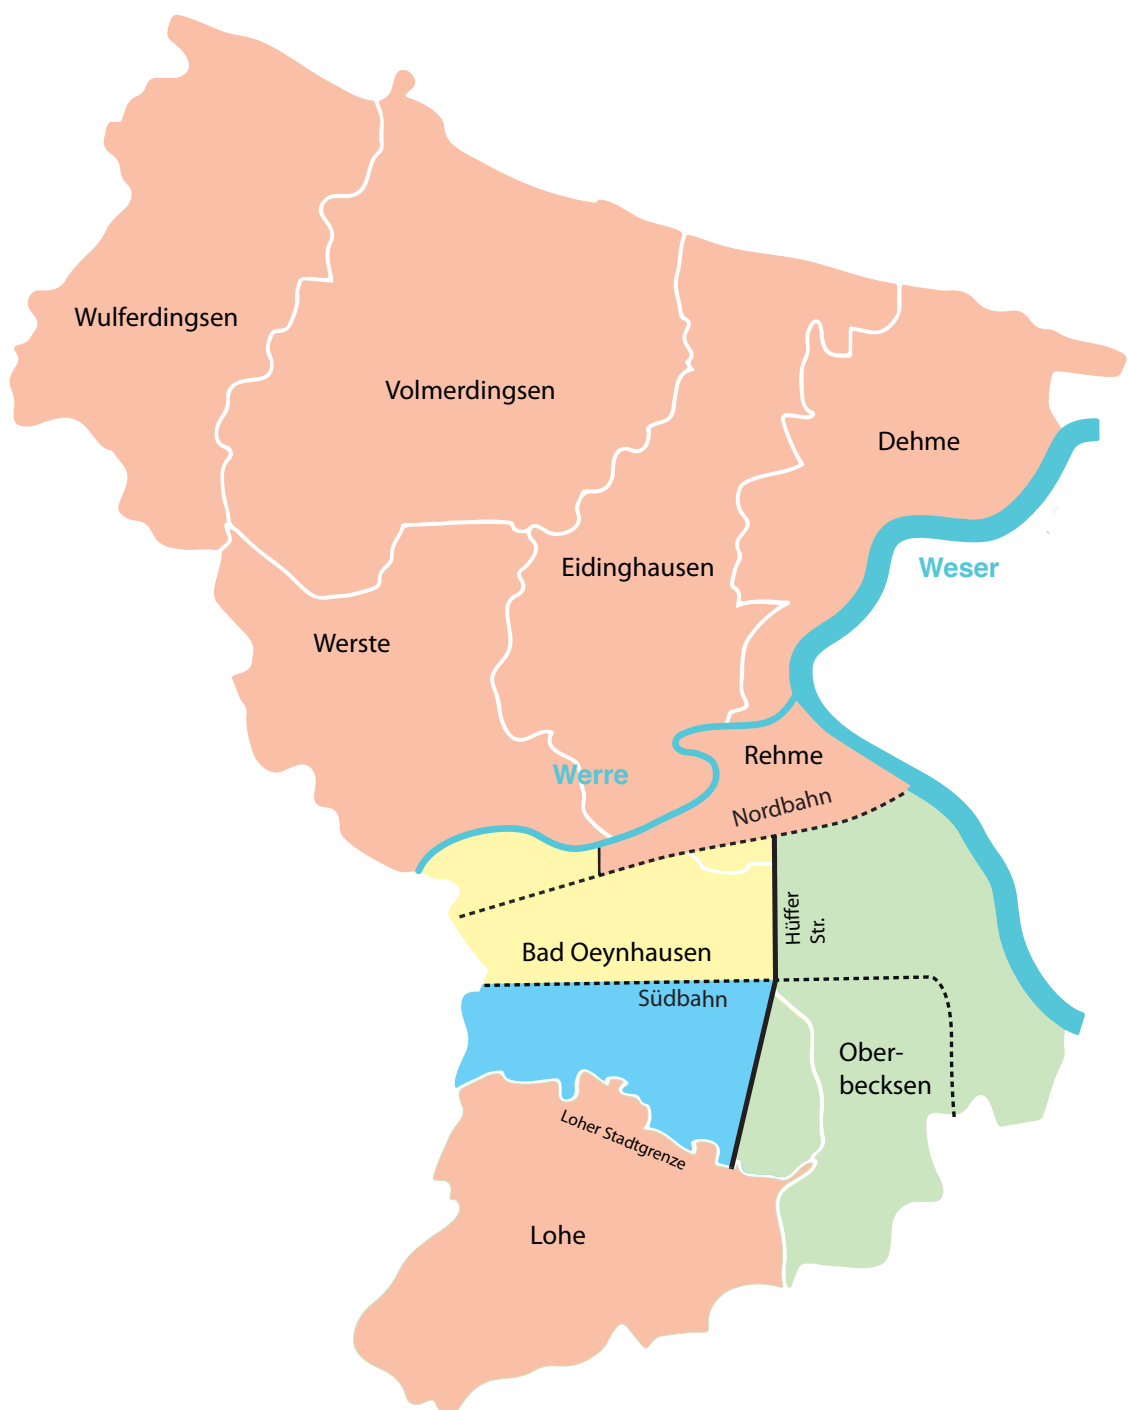 Wulferdingsen
Volmerdingsen
Dehme
Eidinghausen
Weser
Werste
Rehme
Werre
Nordbahn
Hüffer
Str.
Bad Oeynhausen
Südbahn
Ober-
becksen
Loher Stadtgrenze
Lohe